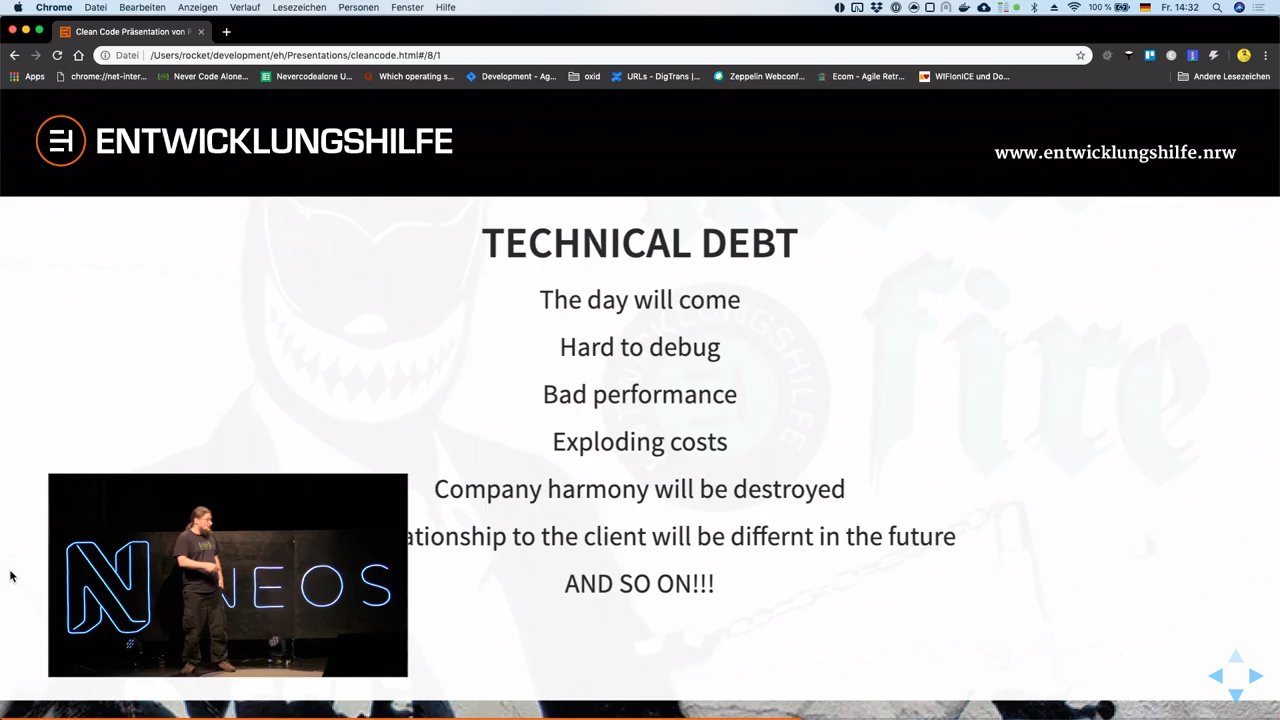 Chrome Datei Bearbeiten Anzeigen Verlauf Lesezeichen Personen Fenster Hilfe 100 % Fr. 14:32
Clean Code Präsentation von P
Datei /Users/rocket/development/eh/Presentations/cleancode.html#/8/1
Apps chrome://net-inter... Never Code Alone... Nevercodealone U... Which operating s... Development - Ag... oxid URLs - DigTrans |... Zeppelin Webconf... Ecom - Agile Retr... WIFIonICE und Do... Andere Lesezeichen
ENTWICKLUNGSHILFE
www.entwicklungshilfe.nrw
TECHNICAL DEBT
The day will come
Hard to debug
Bad performance
Exploding costs
Company harmony will be destroyed
ationship to the client will be differnt in the future
AND SO ON!!!
NEOS
fire